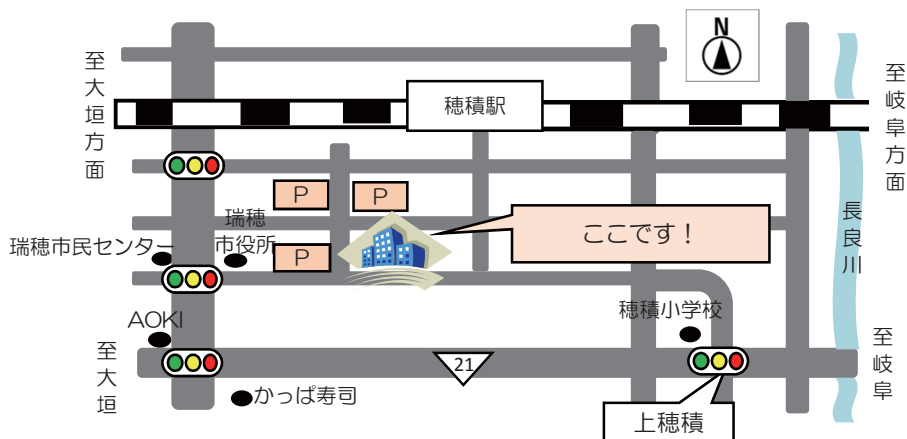 N
至大垣方面
穂積駅
至岐阜方面
P
P
瑞穂
市役所
ここです！
長良川
瑞穂市民センター
P
AOKI
穂積小学校
至大垣
21
至岐阜
かっぱ寿司
上穂積